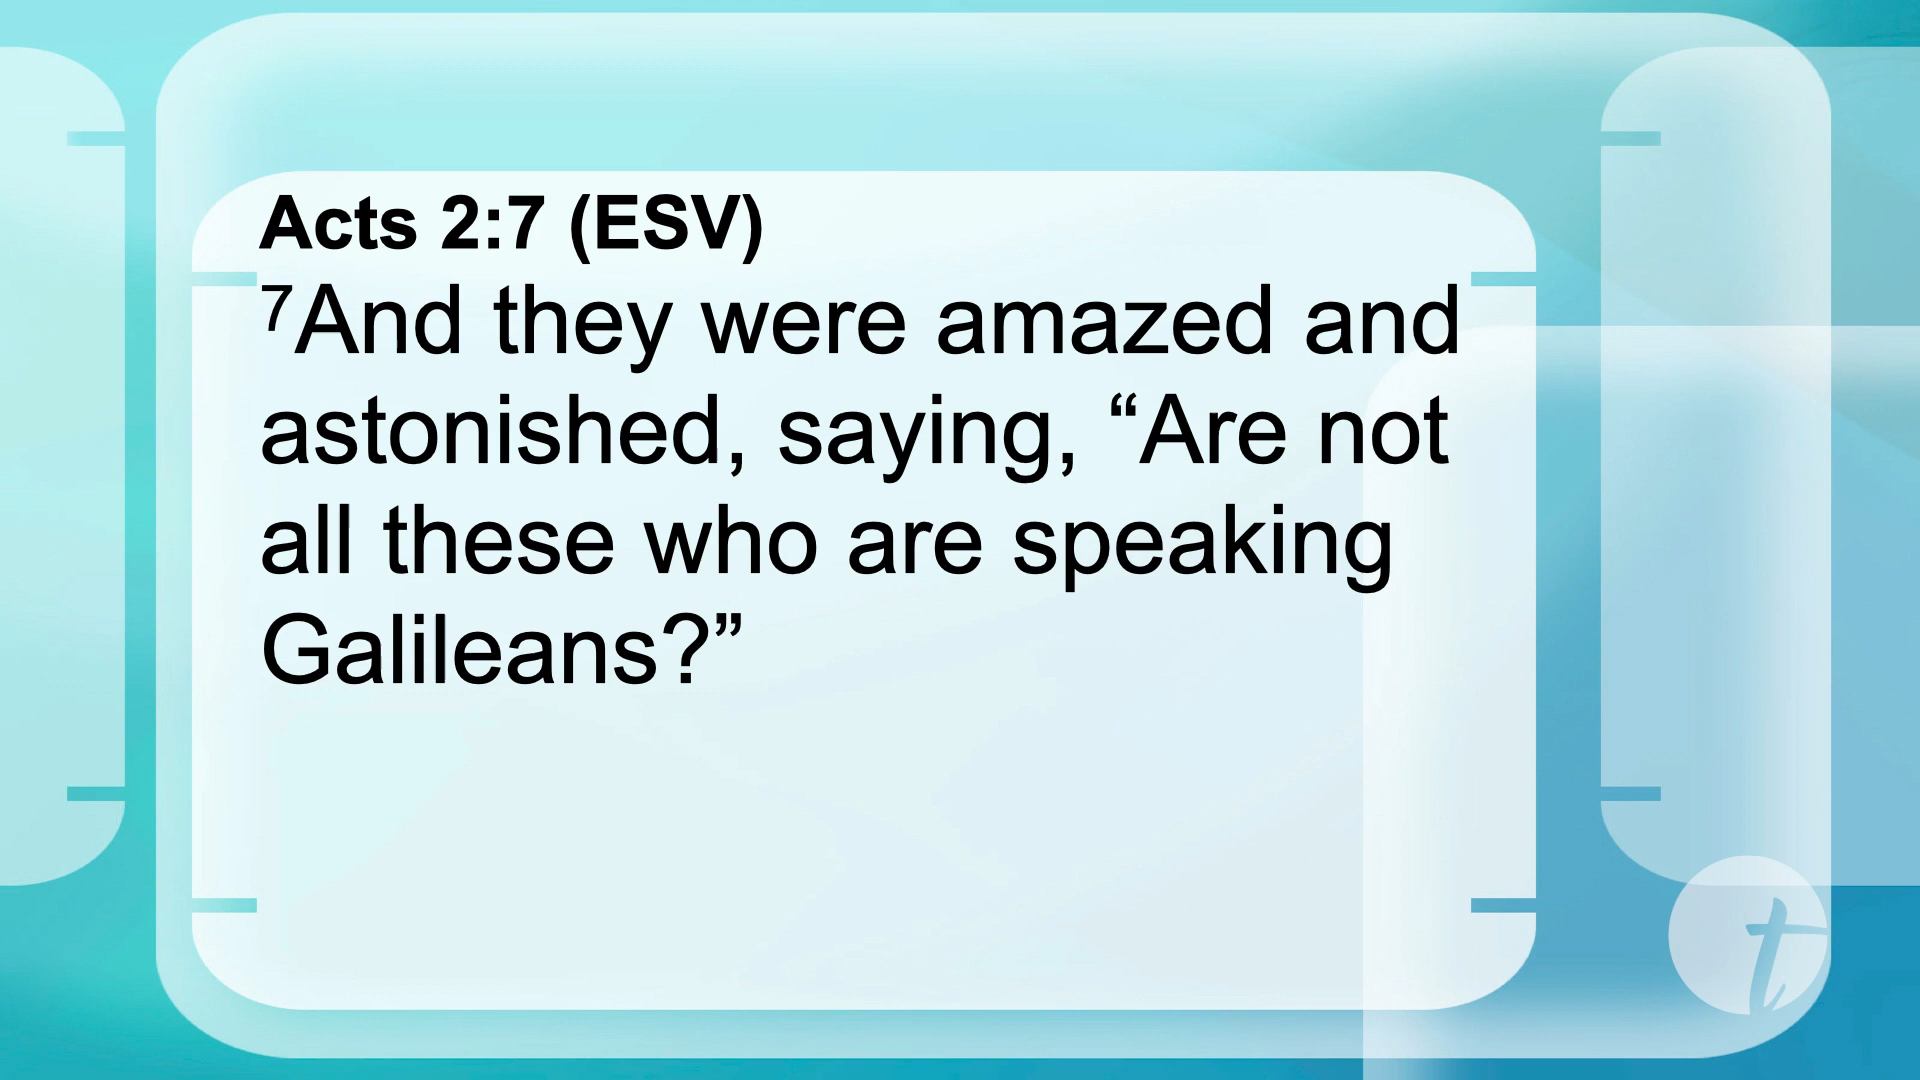 Acts 2:7 (ESV)
⁷And they were amazed and
astonished, saying, “Are not
all these who are speaking
Galileans?”
t